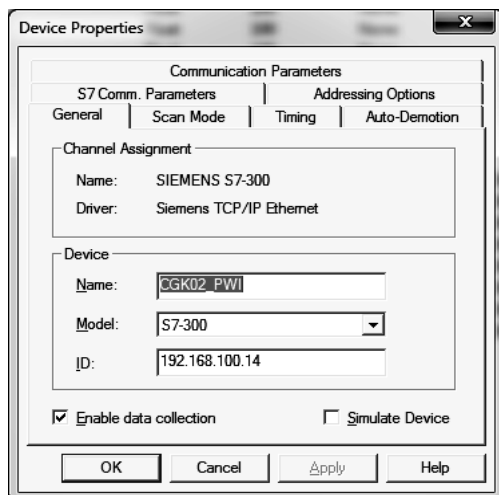 Device Properties
x
Communication Parameters
S7 Comm. Parameters Addressing Options
General Scan Mode Timing Auto-Demotion
Channel Assignment
Name: SIEMENS S7-300
Driver: Siemens TCP/IP Ethernet
Device
Name: CGK02_PWI
Model: S7-300
ID: 192.168.100.14
Enable data collection Simulate Device
OK Cancel Apply Help